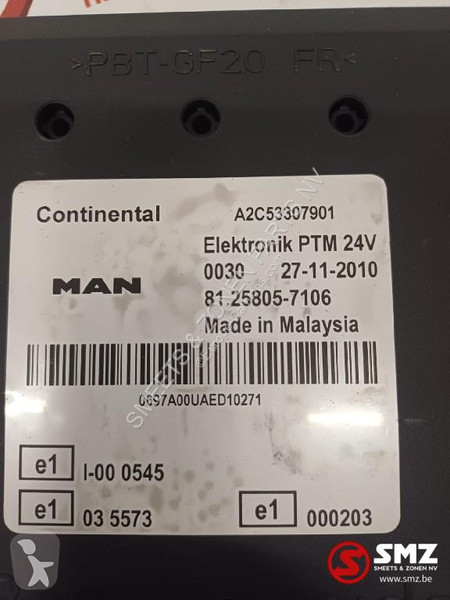 >PBT-GF20 FR<
Continental A2C53307901
Elektronik PTM 24V
0030 27-11-2010
MAN 81.25805-7106
Made in Malaysia
0697A00UAED10271
e1 I-00 0545
e1 03 5573 e1 000203
SMZ
SMEETS & ZONEN NV
www.smz.be